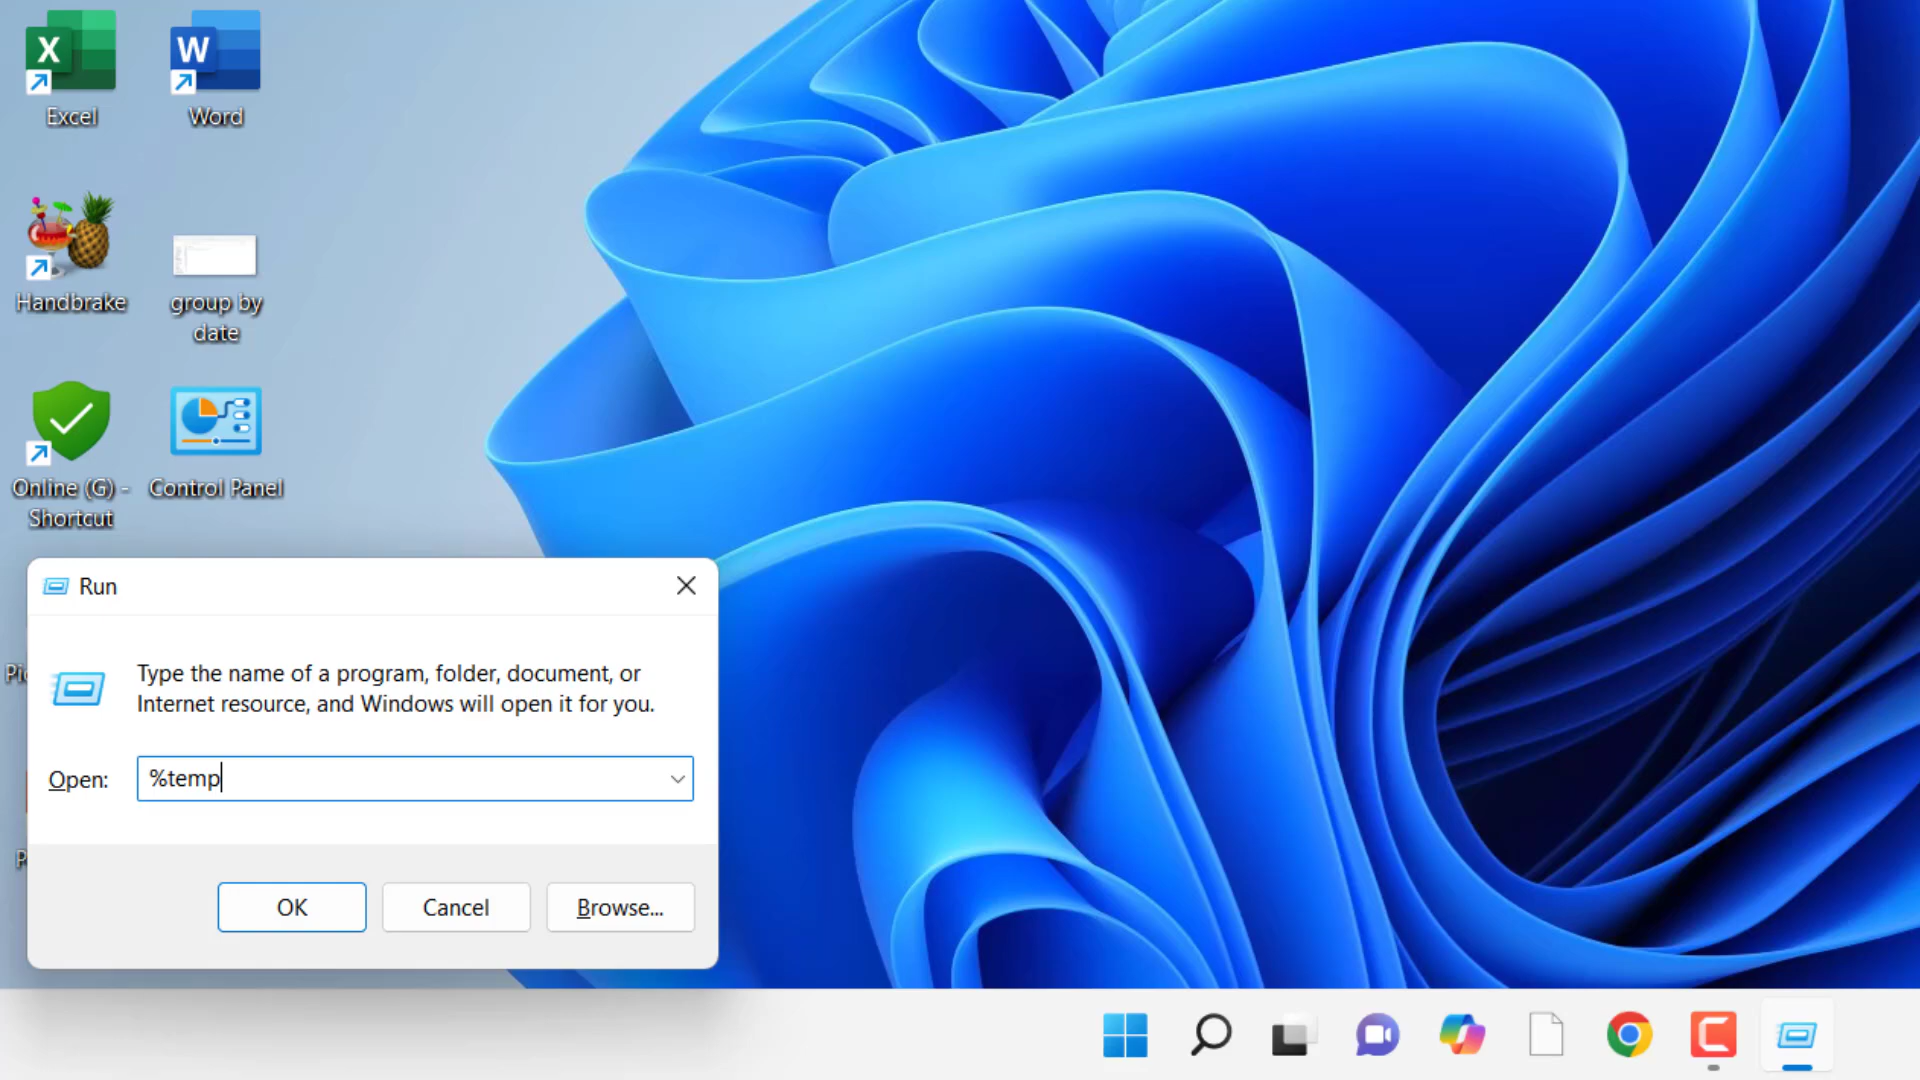 Excel
Word
Handbrake
group by
date
Online (G) -
Shortcut
Control Panel
Run
Type the name of a program, folder, document, or
Internet resource, and Windows will open it for you.
Open:
%temp
OK
Cancel
Browse...